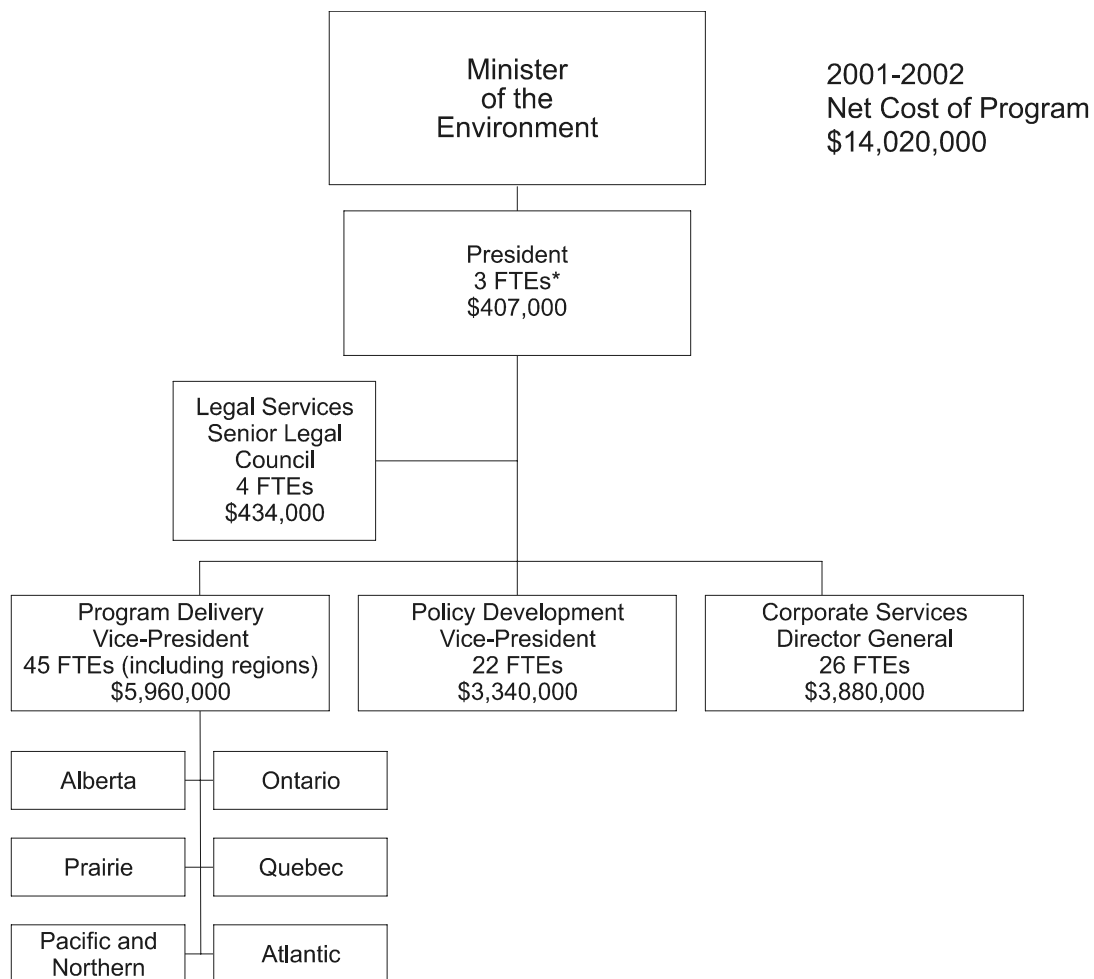 Minister
of the
Environment
2001-2002
Net Cost of Program
$14,020,000
President
3 FTEs*
$407,000
Legal Services
Senior Legal
Council
4 FTEs
$434,000
Program Delivery
Vice-President
45 FTEs (including regions)
$5,960,000
Policy Development
Vice-President
22 FTEs
$3,340,000
Corporate Services
Director General
26 FTEs
$3,880,000
Alberta
Ontario
Prairie
Quebec
Pacific and
Northern
Atlantic